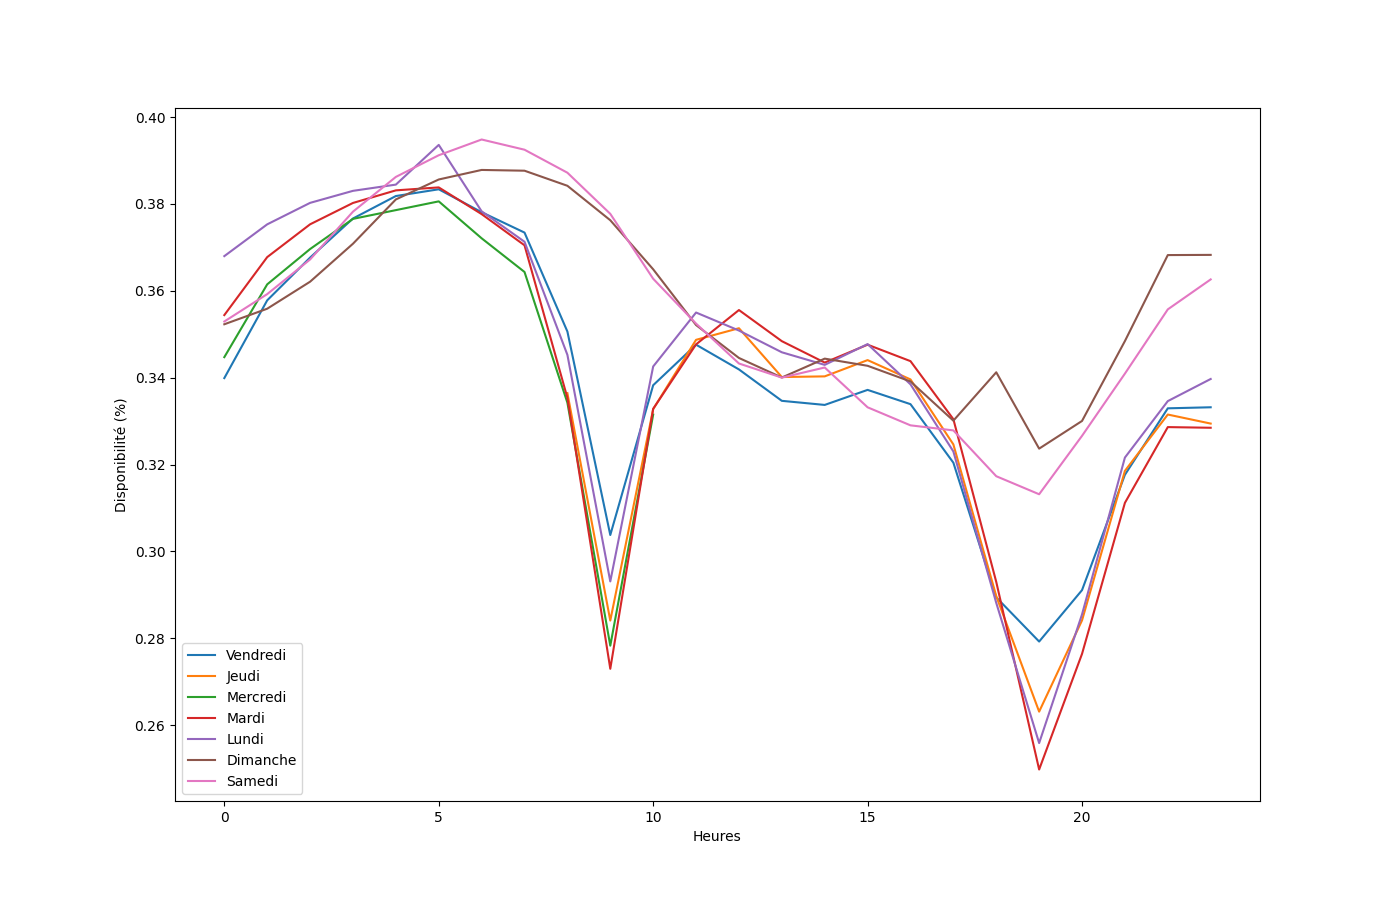 0.40
0.38
0.36
0.34
0.32
0.30
0.28
0.26
Disponibilité (%)
0 5 10 15 20
Heures
Vendredi
Jeudi
Mercredi
Mardi
Lundi
Dimanche
Samedi